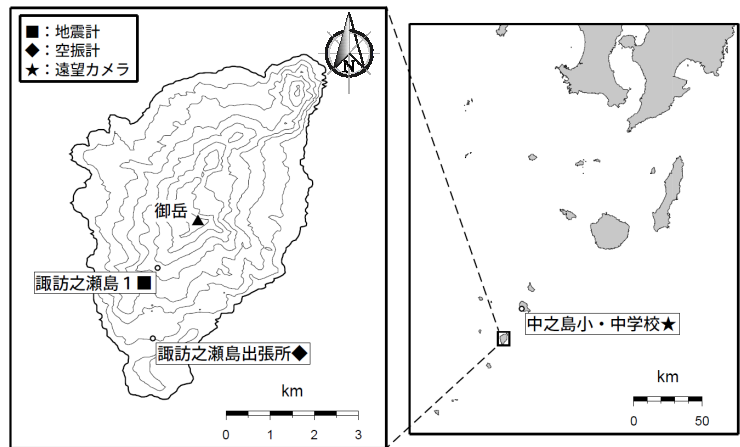 ■：地震計
◆：空振計
★：遠望カメラ
N
御岳
諏訪之瀬島１■
諏訪之瀬島出張所◆
km
0 1 2 3
中之島小・中学校★
km
0 50